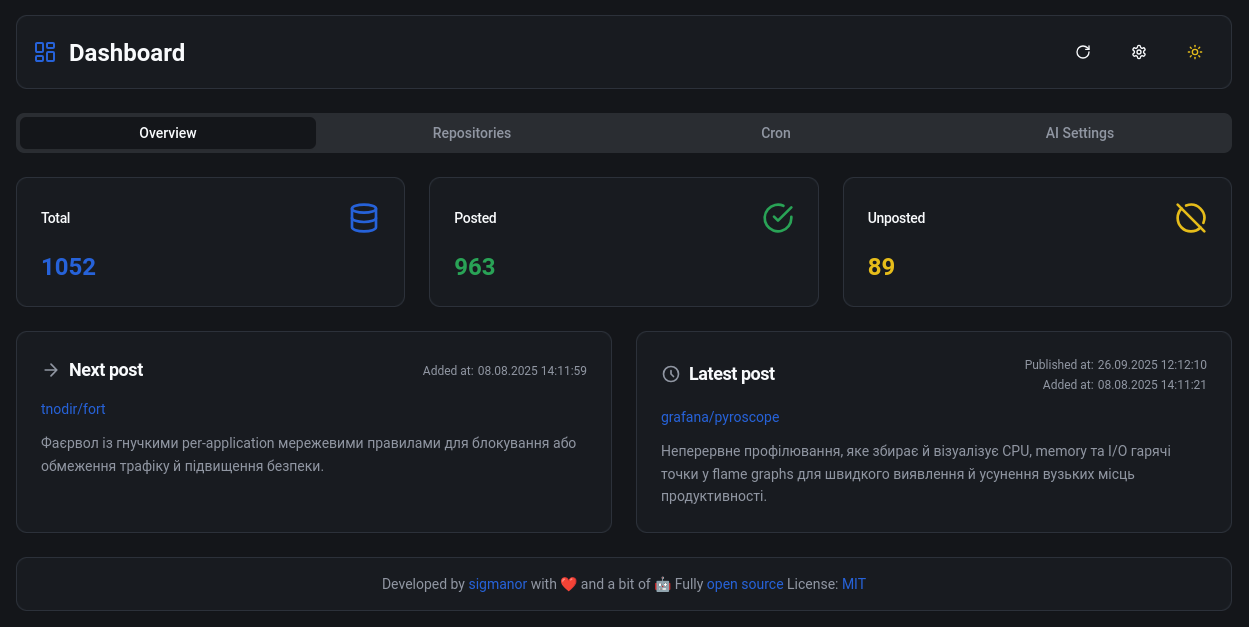 Dashboard
Overview
Repositories
Cron
AI Settings
Total
1052
Posted
963
Unposted
89
Next post
Added at: 08.08.2025 14:11:59
tnodir/fort
Фаєрвол із гнучкими per-application мережевими правилами для блокування або
обмеження трафіку й підвищення безпеки.
Latest post
Published at: 26.09.2025 12:12:10
Added at: 08.08.2025 14:11:21
grafana/pyroscope
Неперервне профілювання, яке збирає й візуалізує CPU, memory та I/O гарячі
точки у flame graphs для швидкого виявлення й усунення вузьких місць
продуктивності.
Developed by sigmanor with ❤️ and a bit of 🤖 Fully open source License: MIT